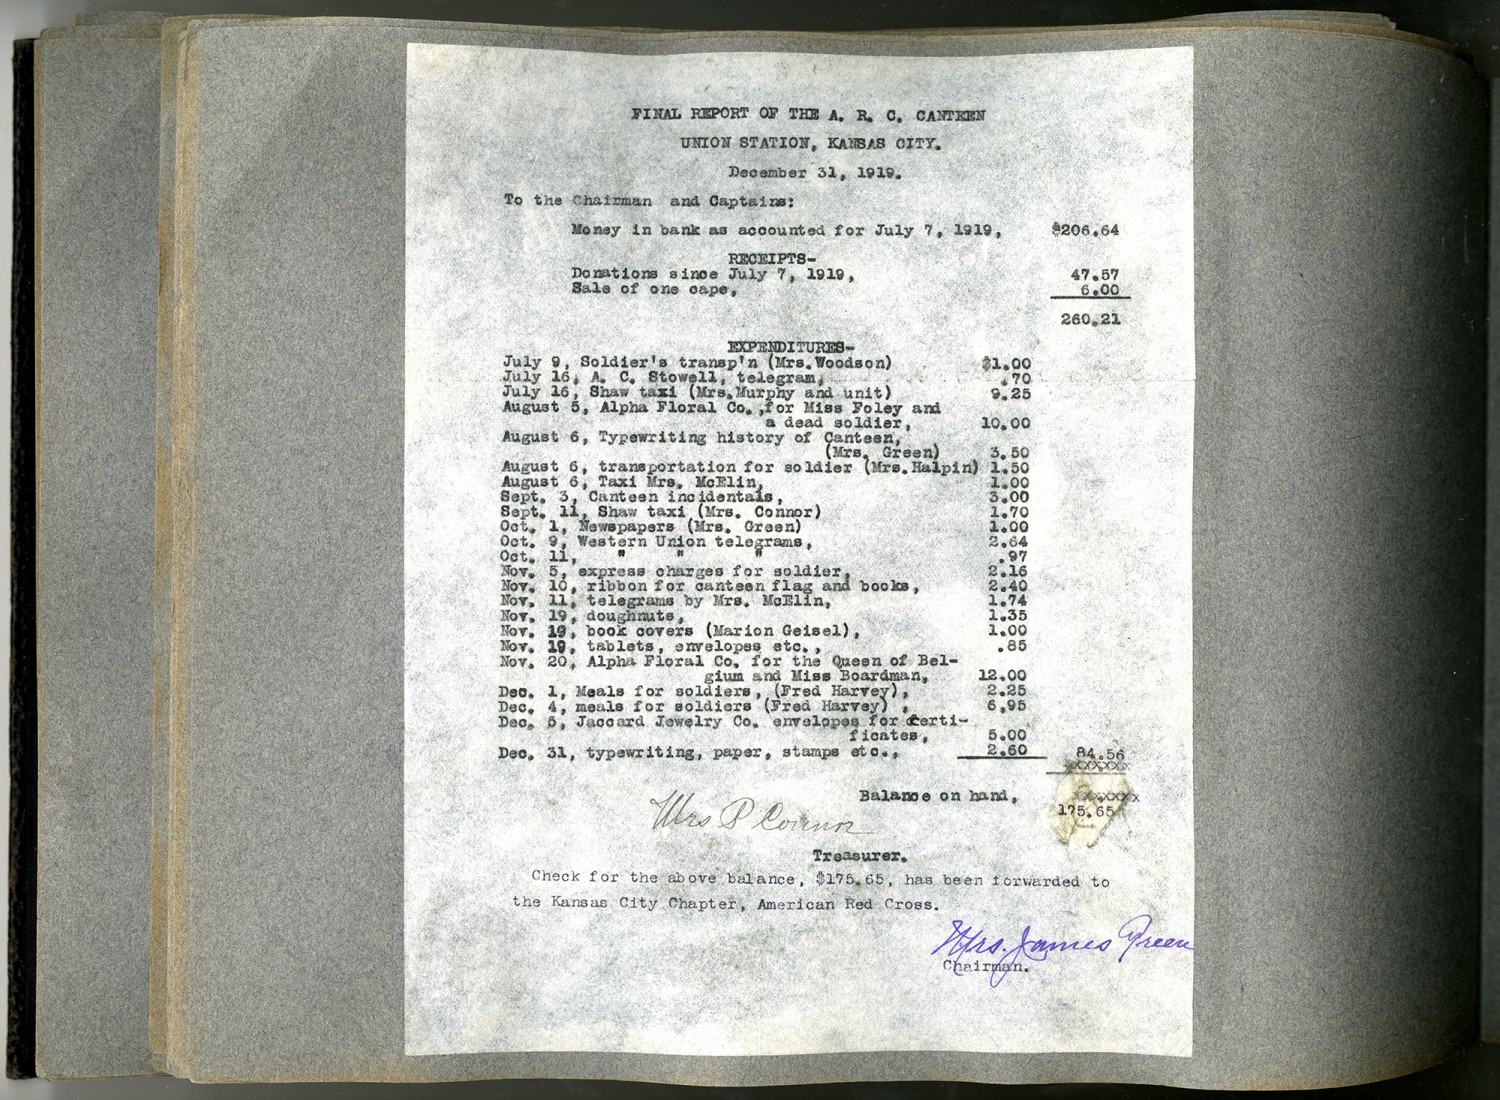 FINAL REPORT OF THE A. R. C. CANTEEN
UNION STATION, KANSAS CITY.
December 31, 1919.
To the Chairman and Captains:
Money in bank as accounted for July 7, 1919, $206.64
RECEIPTS-
Donations since July 7, 1919, 47.57
Sale of one cape, 6.00
260.21
EXPENDITURES-
July 9, Soldier's transp'n (Mrs.Woodson) $1.00
July 16, A. C. Stowell, telegram, .70
July 16, Shaw taxi (Mrs.Murphy and unit) 9.25
August 5, Alpha Floral Co.,for Miss Foley and
a dead soldier, 10.00
August 6, Typewriting history of Canteen,
(Mrs. Green) 3.50
August 6, transportation for soldier (Mrs.Halpin) 1.50
August 6, Taxi Mrs. McElin, 1.00
Sept. 3, Canteen incidentals, 3.00
Sept. 11, Shaw taxi (Mrs. Connor) 1.70
Oct. 1, Newspapers (Mrs. Green) 1.00
Oct. 9, Western Union telegrams, 2.64
Oct. 11, " " " .97
Nov. 5, express charges for soldier, 2.16
Nov. 10, ribbon for canteen flag and books, 2.40
Nov. 11, telegrams by Mrs. McElin, 1.74
Nov. 19, doughnuts, 1.35
Nov. 19, book covers (Marion Geisel), 1.00
Nov. 19, tablets, envelopes etc., .85
Nov. 20, Alpha Floral Co. for the Queen of Bel-
gium and Miss Boardman, 12.00
Dec. 1, Meals for soldiers, (Fred Harvey), 2.25
Dec. 4, meals for soldiers (Fred Harvey) , 6.95
Dec. 5, Jaccard Jewelry Co. envelopes for certi-
ficates, 5.00
Dec. 31, typewriting, paper, stamps etc., 2.60 84.56
xxxxxxx
Balance on hand, xxxxxxx
175.65
Mrs P Connor
Treasurer.
Check for the above balance, $175.65, has been forwarded to
the Kansas City Chapter, American Red Cross.
Mrs. James Green
Chairman.